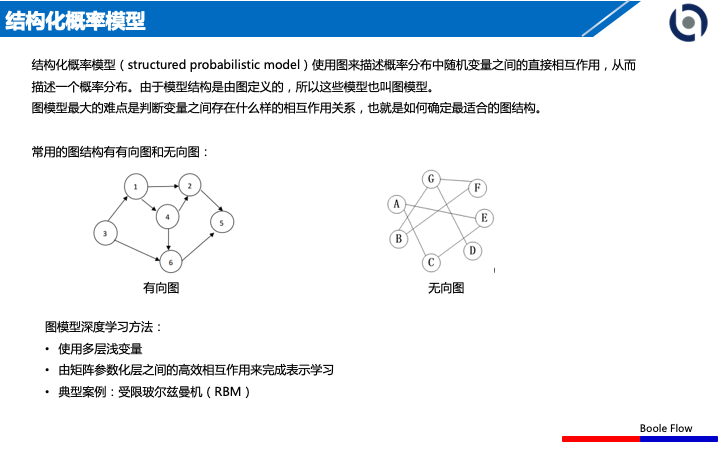 结构化概率模型
结构化概率模型（structured probabilistic model）使用图来描述概率分布中随机变量之间的直接相互作用，从而
描述一个概率分布。由于模型结构是由图定义的，所以这些模型也叫图模型。
图模型最大的难点是判断变量之间存在什么样的相互作用关系，也就是如何确定最适合的图结构。
常用的图结构有有向图和无向图：
1
2
3
4
5
6
G
F
A
E
B
D
C
有向图
无向图
图模型深度学习方法：
• 使用多层浅变量
• 由矩阵参数化层之间的高效相互作用来完成表示学习
• 典型案例：受限玻尔兹曼机（RBM）
Boole Flow